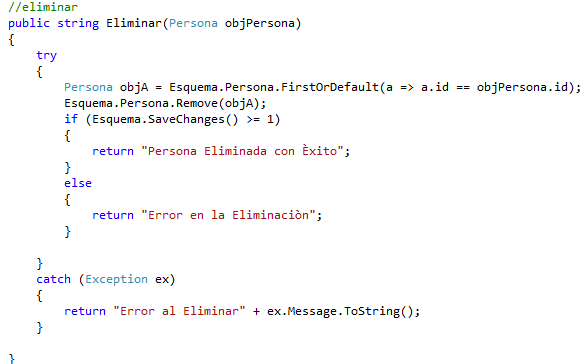 //eliminar
public string Eliminar(Persona objPersona)
{
    try
    {
        Persona objA = Esquema.Persona.FirstOrDefault(a => a.id == objPersona.id);
        Esquema.Persona.Remove(objA);
        if (Esquema.SaveChanges() >= 1)
        {
            return "Persona Eliminada con Èxito";
        }
        else
        {
            return "Error en la Eliminaciòn";
        }

    }
    catch (Exception ex)
    {
        return "Error al Eliminar" + ex.Message.ToString();
    }

}